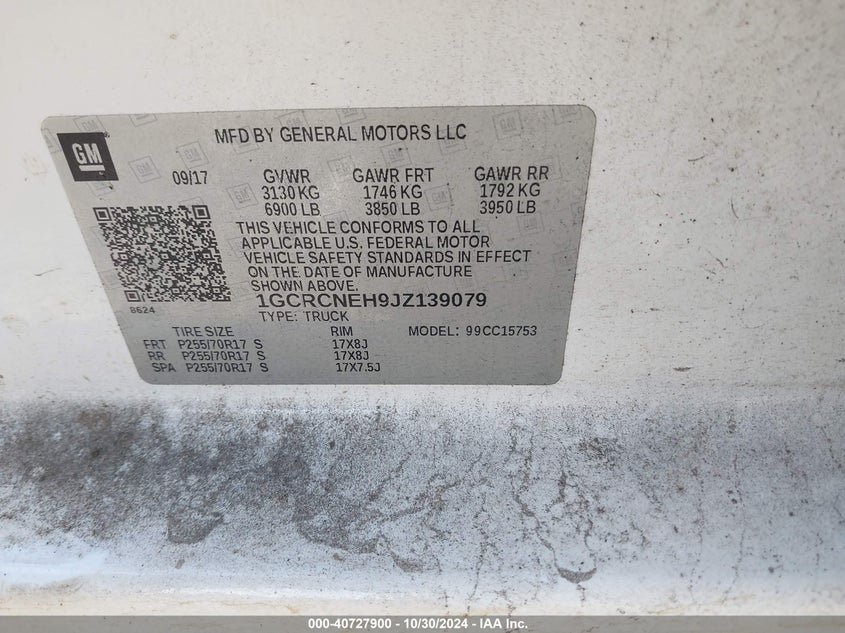 GM
MFD BY GENERAL MOTORS LLC
09/17 GVWR GAWR FRT GAWR RR
3130 KG 1746 KG 1792 KG
6900 LB 3850 LB 3950 LB
THIS VEHICLE CONFORMS TO ALL
APPLICABLE U.S. FEDERAL MOTOR
VEHICLE SAFETY STANDARDS IN EFFECT
ON THE DATE OF MANUFACTURE
SHOWN ABOVE.
8624
1GCRCNEH9JZ139079
TYPE: TRUCK
TIRE SIZE RIM MODEL: 99CC15753
FRT P255/70R17 S 17X8J
RR P255/70R17 S 17X8J
SPA P255/70R17 S 17X7.5J
000-40727900 - 10/30/2024 - IAA Inc.